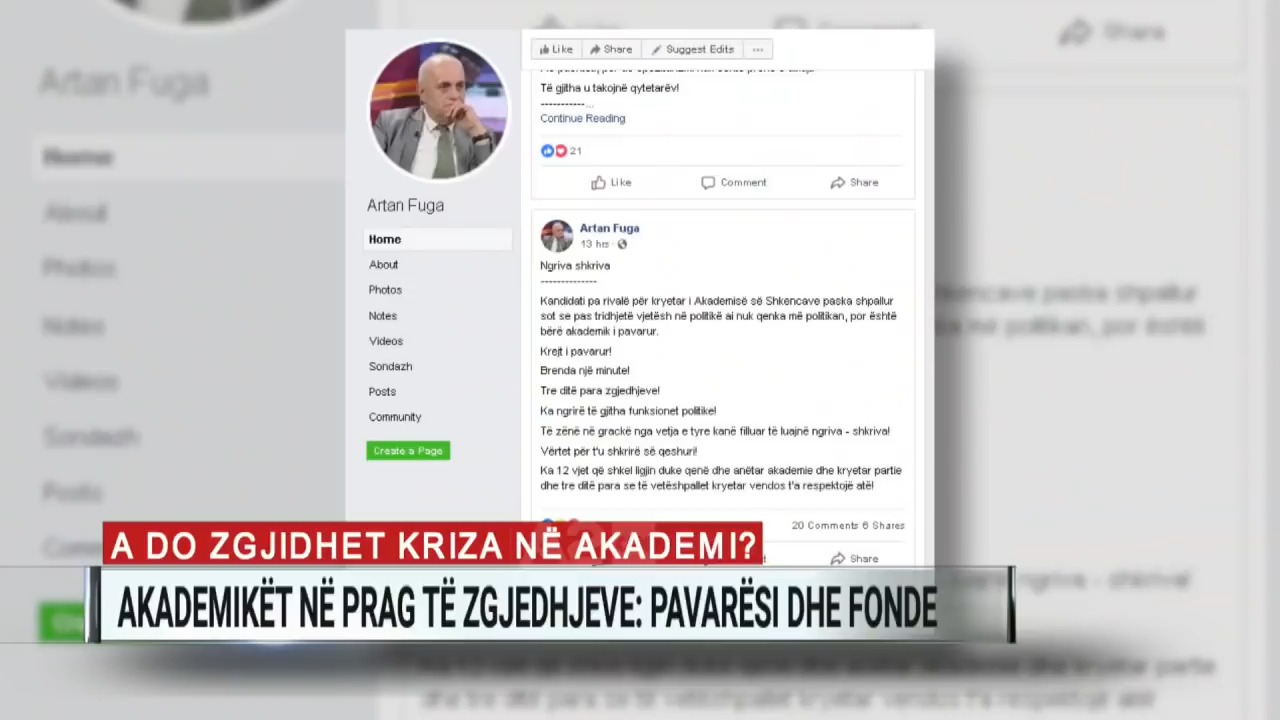 Artan Fuga
Home
About
Photos
Notes
Videos
Sondazh
Posts
Community
Create a Page
Like Share Suggest Edits ...
Të gjitha u takojnë qytetarëve!
-----------...
Continue Reading
21
Like Comment Share
Artan Fuga
13 hrs
Ngriva shkriva
--------------
Kandidati pa rivalë për kryetar i Akademisë së Shkencave paska shpallur
sot se pas tridhjetë vjetësh në politikë ai nuk qenka më politikan, por është
bërë akademik i pavarur.
Krejt i pavarur!
Brenda një minute!
Tre ditë para zgjedhjeve!
Ka ngrirë të gjitha funksionet politike!
Të zënë në grackë nga vetja e tyre kanë filluar të luajnë ngriva - shkriva!
Vërtet për t'u shkrirë së qeshuri!
Ka 12 vjet që shkel ligjin duke qenë dhe anëtar akademie dhe kryetar partie
dhe tre ditë para se të vetëshpallet kryetar vendos t'a respektojë atë!
20 Comments 6 Shares
Share
A DO ZGJIDHET KRIZA NË AKADEMI?
AKADEMIKËT NË PRAG TË ZGJEDHJEVE: PAVARËSI DHE FONDE